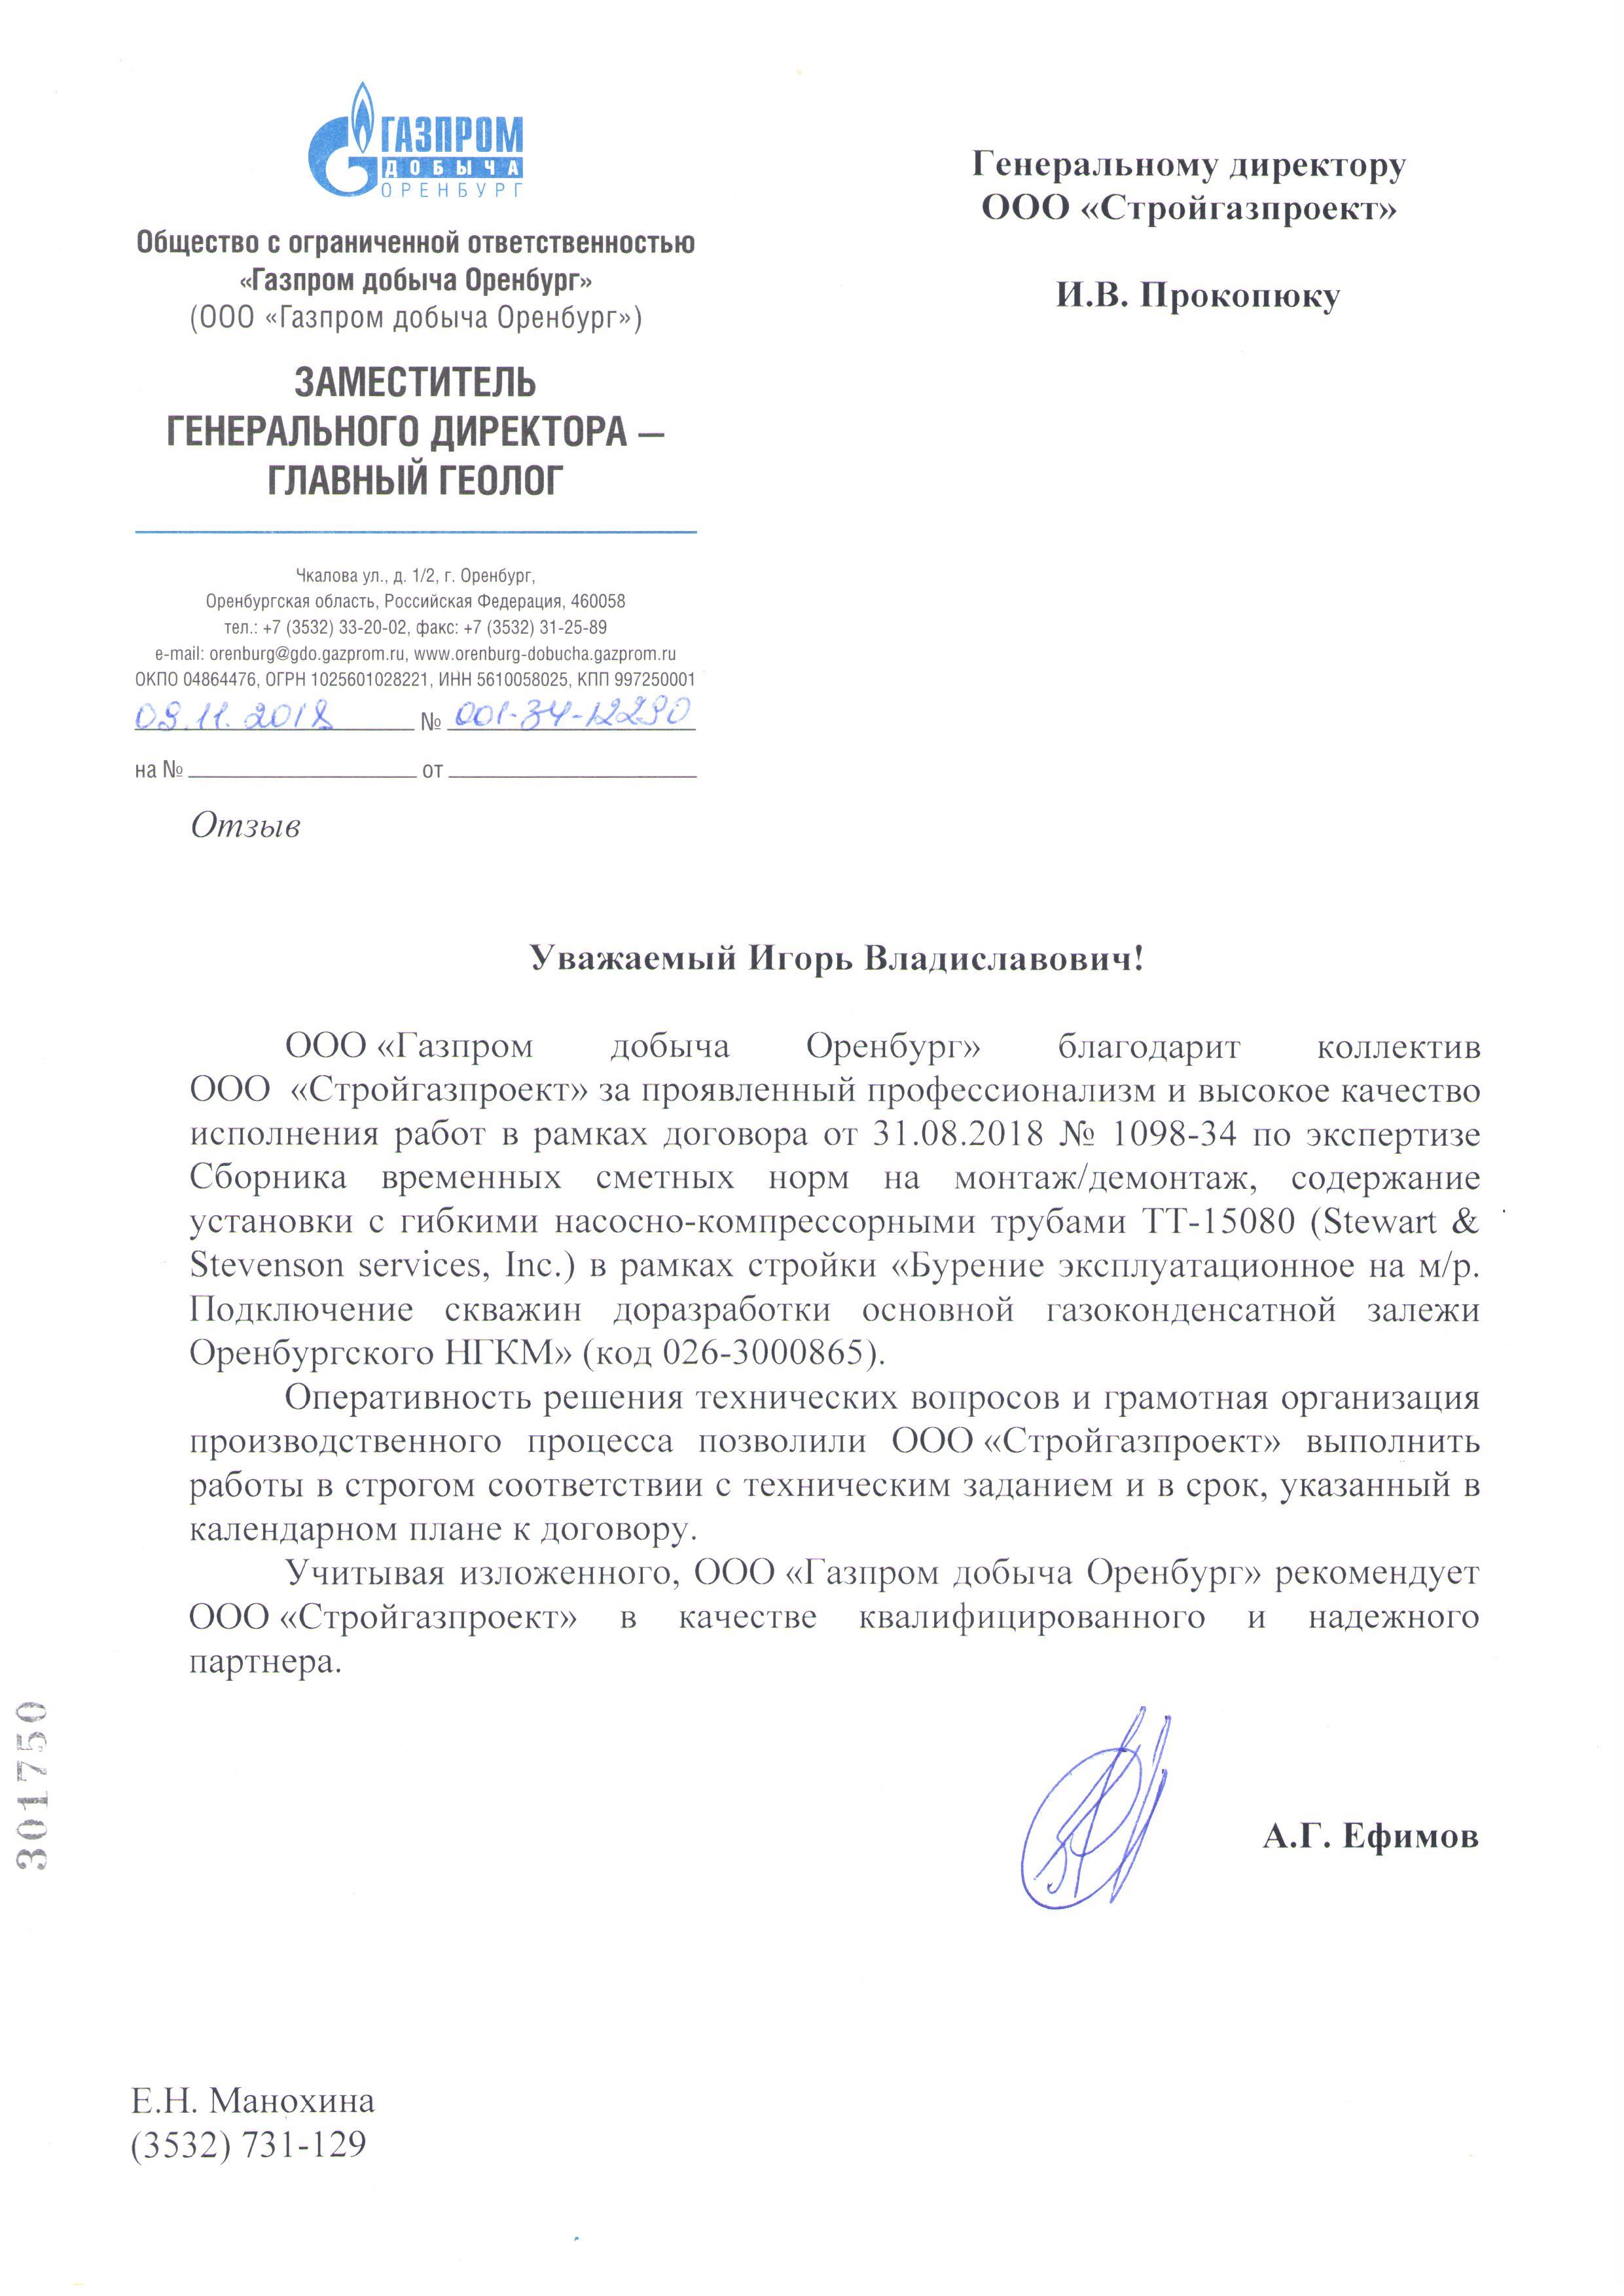 ГАЗПРОМ
ДОБЫЧА
ОРЕНБУРГ
Общество с ограниченной ответственностью
«Газпром добыча Оренбург»
(ООО «Газпром добыча Оренбург»)
ЗАМЕСТИТЕЛЬ
ГЕНЕРАЛЬНОГО ДИРЕКТОРА –
ГЛАВНЫЙ ГЕОЛОГ
Чкалова ул., д. 1/2, г. Оренбург,
Оренбургская область, Российская Федерация, 460058
тел.: +7 (3532) 33-20-02, факс: +7 (3532) 31-25-89
e-mail: orenburg@gdo.gazprom.ru, www.orenburg-dobucha.gazprom.ru
ОКПО 04864476, ОГРН 1025601028221, ИНН 5610058025, КПП 997250001
09.11.2018 № 001-34-12290
на № от
Генеральному директору
ООО «Стройгазпроект»
И.В. Прокопюку
Отзыв
Уважаемый Игорь Владиславович!
ООО «Газпром добыча Оренбург» благодарит коллектив
ООО «Стройгазпроект» за проявленный профессионализм и высокое качество
исполнения работ в рамках договора от 31.08.2018 № 1098-34 по экспертизе
Сборника временных сметных норм на монтаж/демонтаж, содержание
установки с гибкими насосно-компрессорными трубами ТТ-15080 (Stewart &
Stevenson services, Inc.) в рамках стройки «Бурение эксплуатационное на м/р.
Подключение скважин доразработки основной газоконденсатной залежи
Оренбургского НГКМ» (код 026-3000865).
Оперативность решения технических вопросов и грамотная организация
производственного процесса позволили ООО «Стройгазпроект» выполнить
работы в строгом соответствии с техническим заданием и в срок, указанный в
календарном плане к договору.
Учитывая изложенного, ООО «Газпром добыча Оренбург» рекомендует
ООО «Стройгазпроект» в качестве квалифицированного и надежного
партнера.
301750
А.Г. Ефимов
Е.Н. Манохина
(3532) 731-129